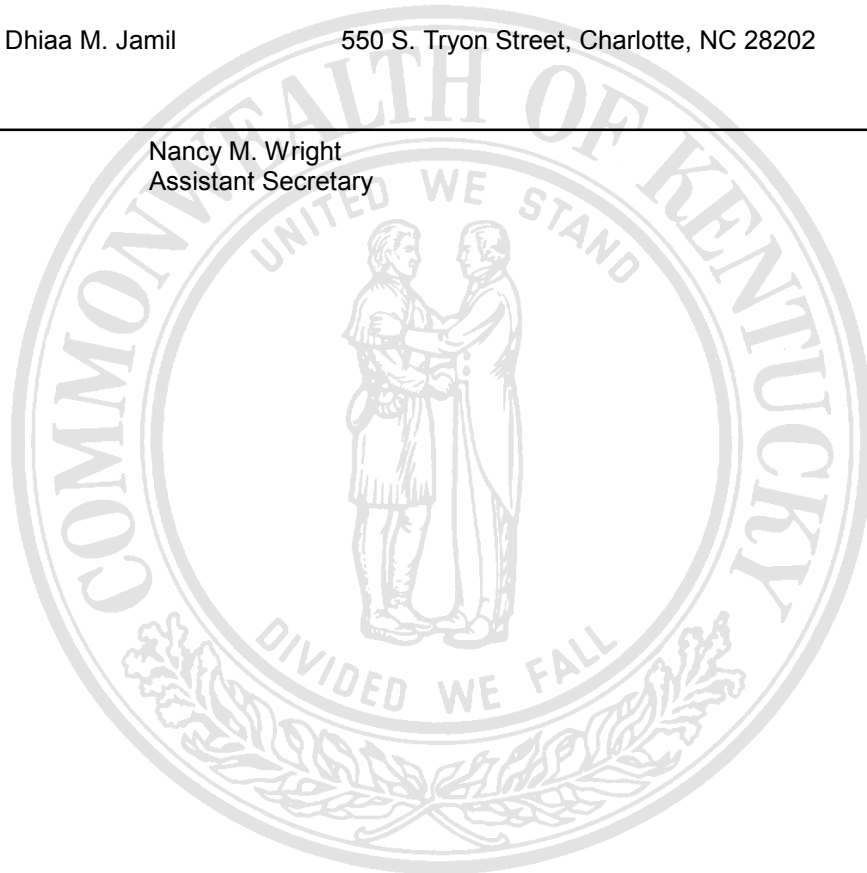 Dhiaa M. Jamil 550 S. Tryon Street, Charlotte, NC 28202
Nancy M. Wright
Assistant Secretary
COMMONWEALTH OF KENTUCKY
UNITED WE STAND
DIVIDED WE FALL